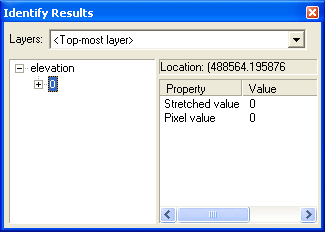 Identify Results
Layers: <Top-most layer>
elevation
0
Location: (488564.195876
Property Value
Stretched value 0
Pixel value 0